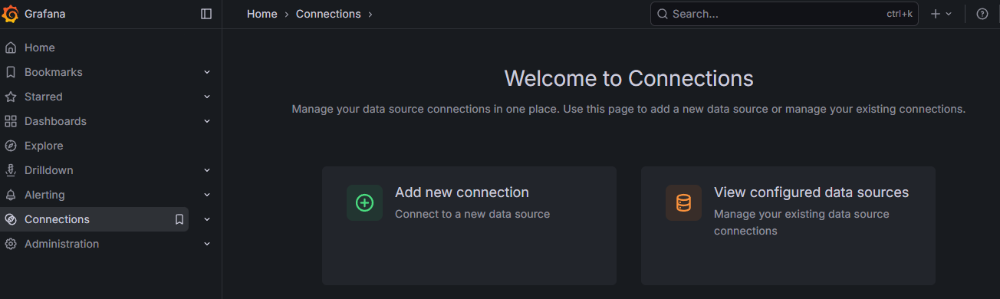 Grafana
Home › Connections ›
Search...
ctrl+k
Home
Bookmarks
Starred
Dashboards
Explore
Drilldown
Alerting
Connections
Administration
Welcome to Connections
Manage your data source connections in one place. Use this page to add a new data source or manage your existing connections.
Add new connection
Connect to a new data source
View configured data sources
Manage your existing data source
connections